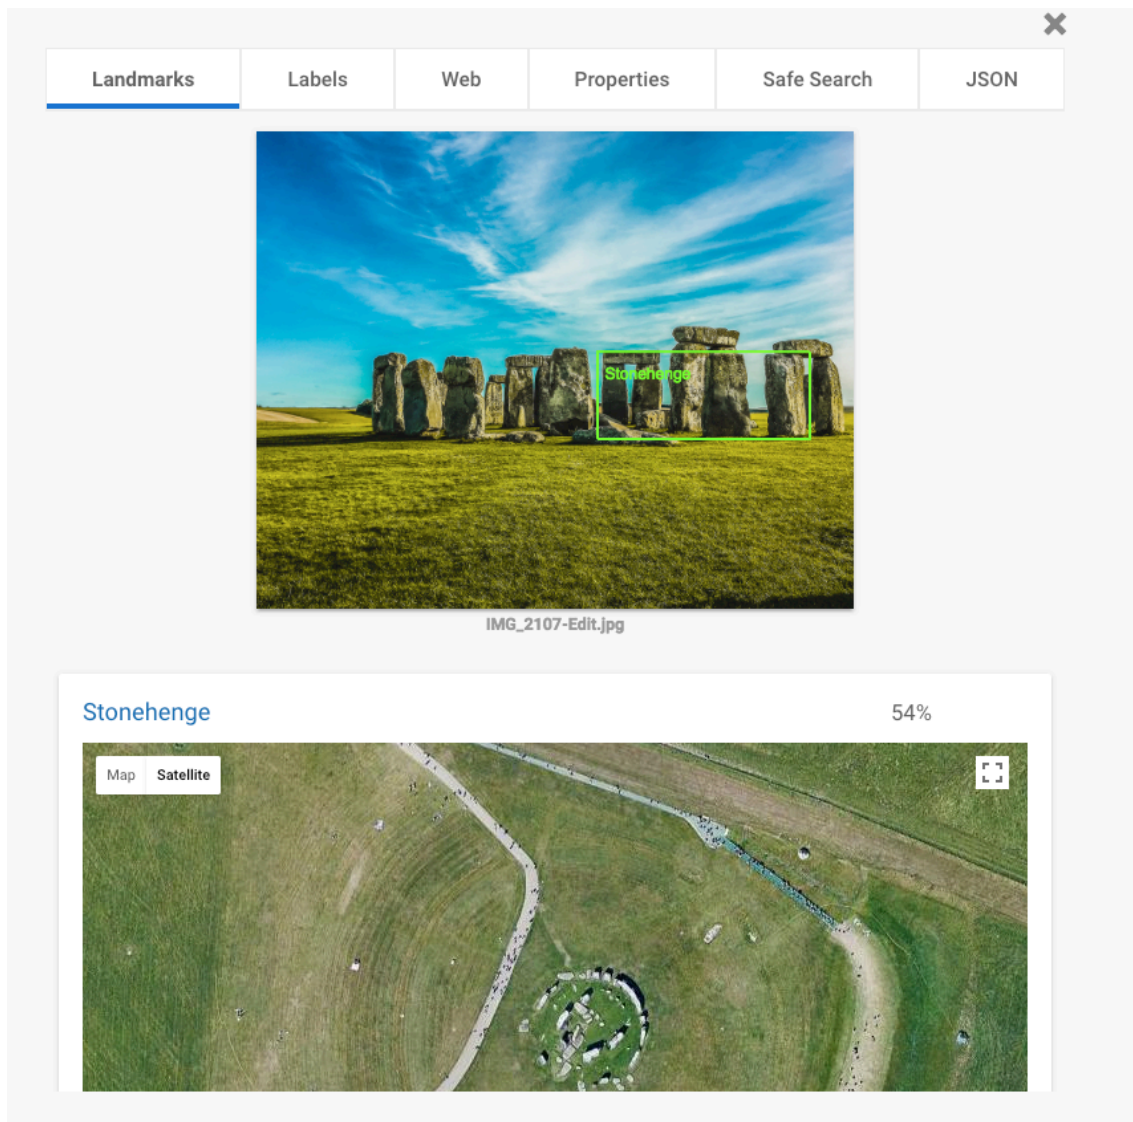 Landmarks Labels Web Properties Safe Search JSON
Stonehenge
IMG_2107-Edit.jpg
Stonehenge 54%
Map Satellite